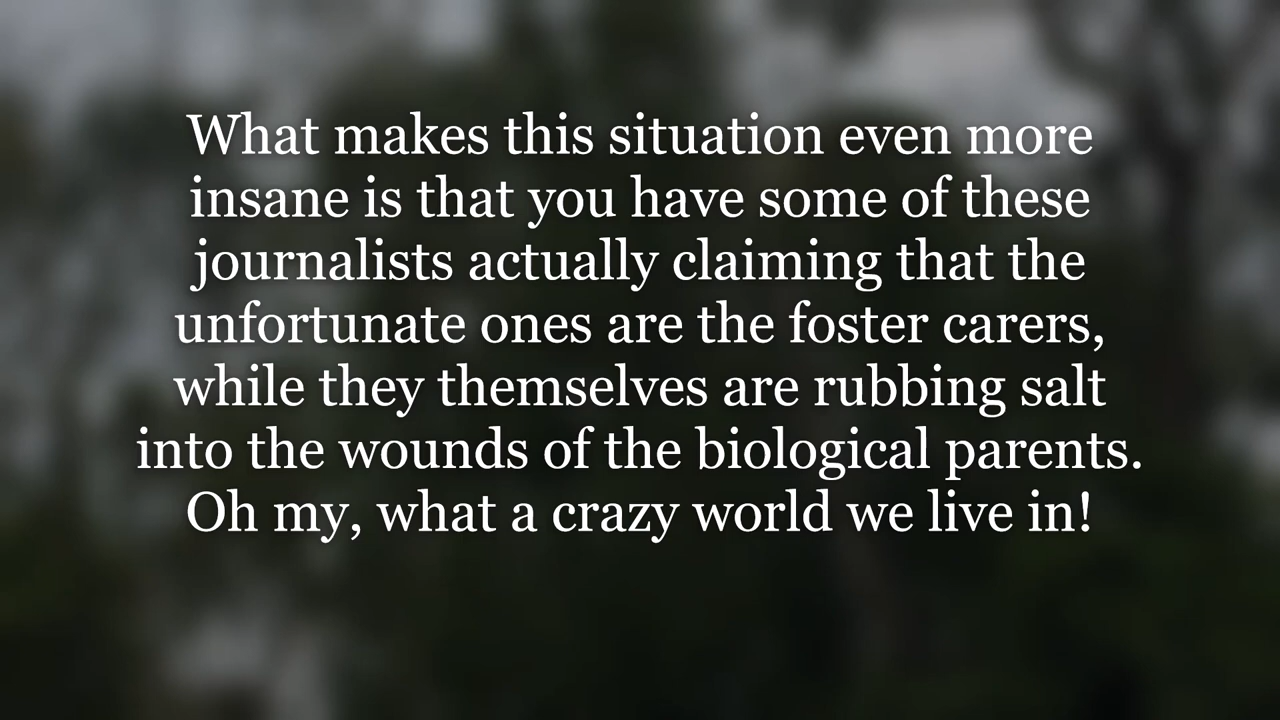 What makes this situation even more
insane is that you have some of these
journalists actually claiming that the
unfortunate ones are the foster carers,
while they themselves are rubbing salt
into the wounds of the biological parents.
Oh my, what a crazy world we live in!